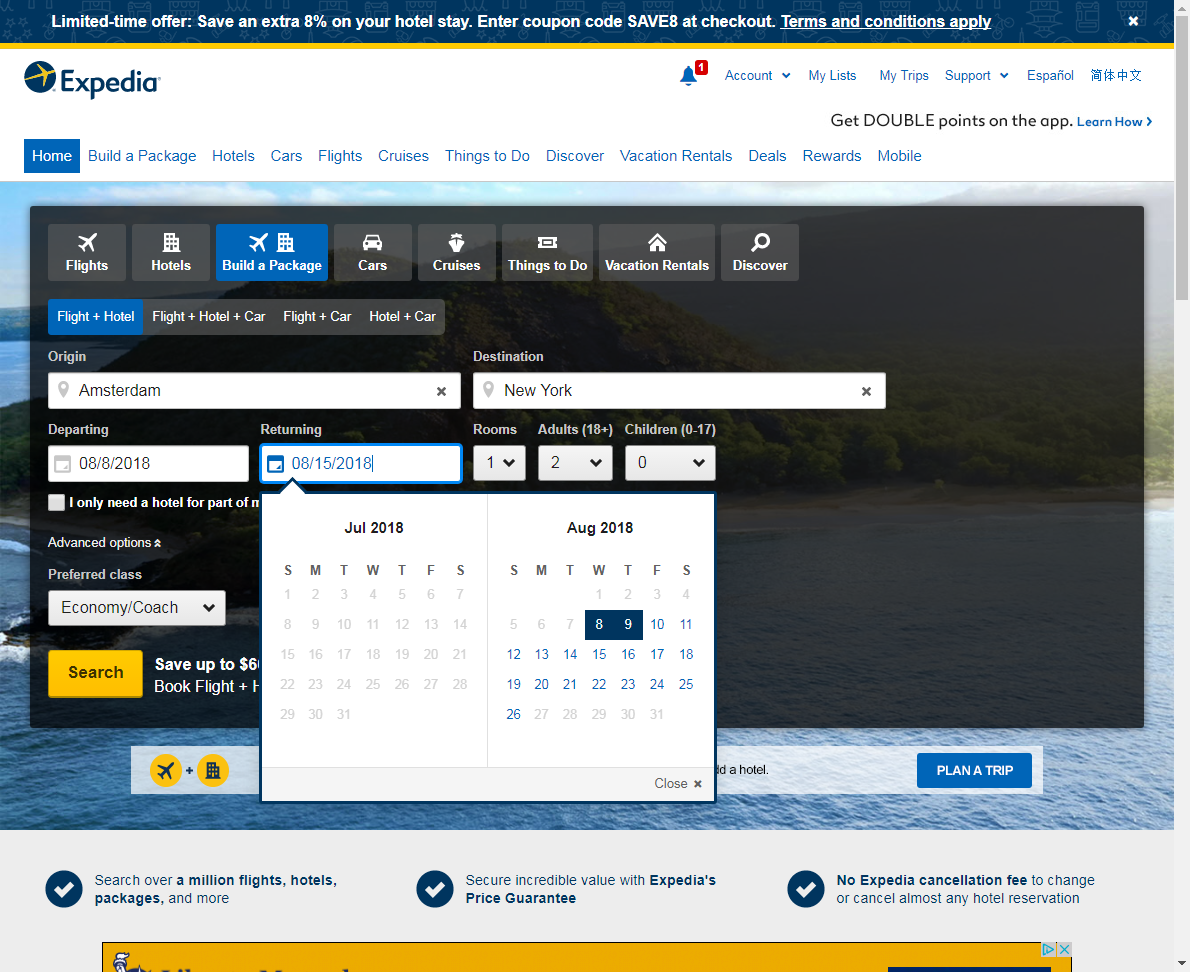 Limited-time offer: Save an extra 8% on your hotel stay. Enter coupon code SAVE8 at checkout. Terms and conditions apply
Expedia
1
Account
My Lists
My Trips
Support
Español
简体中文
Get DOUBLE points on the app. Learn How
Home Build a Package Hotels Cars Flights Cruises Things to Do Discover Vacation Rentals Deals Rewards Mobile
Flights Hotels Build a Package Cars Cruises Things to Do Vacation Rentals Discover
Flight + Hotel Flight + Hotel + Car Flight + Car Hotel + Car
Origin Destination
Amsterdam New York
Departing Returning Rooms Adults (18+) Children (0-17)
08/8/2018 08/15/2018 1 2 0
I only need a hotel for part of
Advanced options
Preferred class
Economy/Coach
Search
Save up to
Book Flight +
Jul 2018
S M T W T F S
1 2 3 4 5 6 7
8 9 10 11 12 13 14
15 16 17 18 19 20 21
22 23 24 25 26 27 28
29 30 31
Aug 2018
S M T W T F S
1 2 3 4
5 6 7 8 9 10 11
12 13 14 15 16 17 18
19 20 21 22 23 24 25
26 27 28 29 30 31
Close
+
a hotel.
PLAN A TRIP
Search over a million flights, hotels,
packages, and more
Secure incredible value with Expedia's
Price Guarantee
No Expedia cancellation fee to change
or cancel almost any hotel reservation